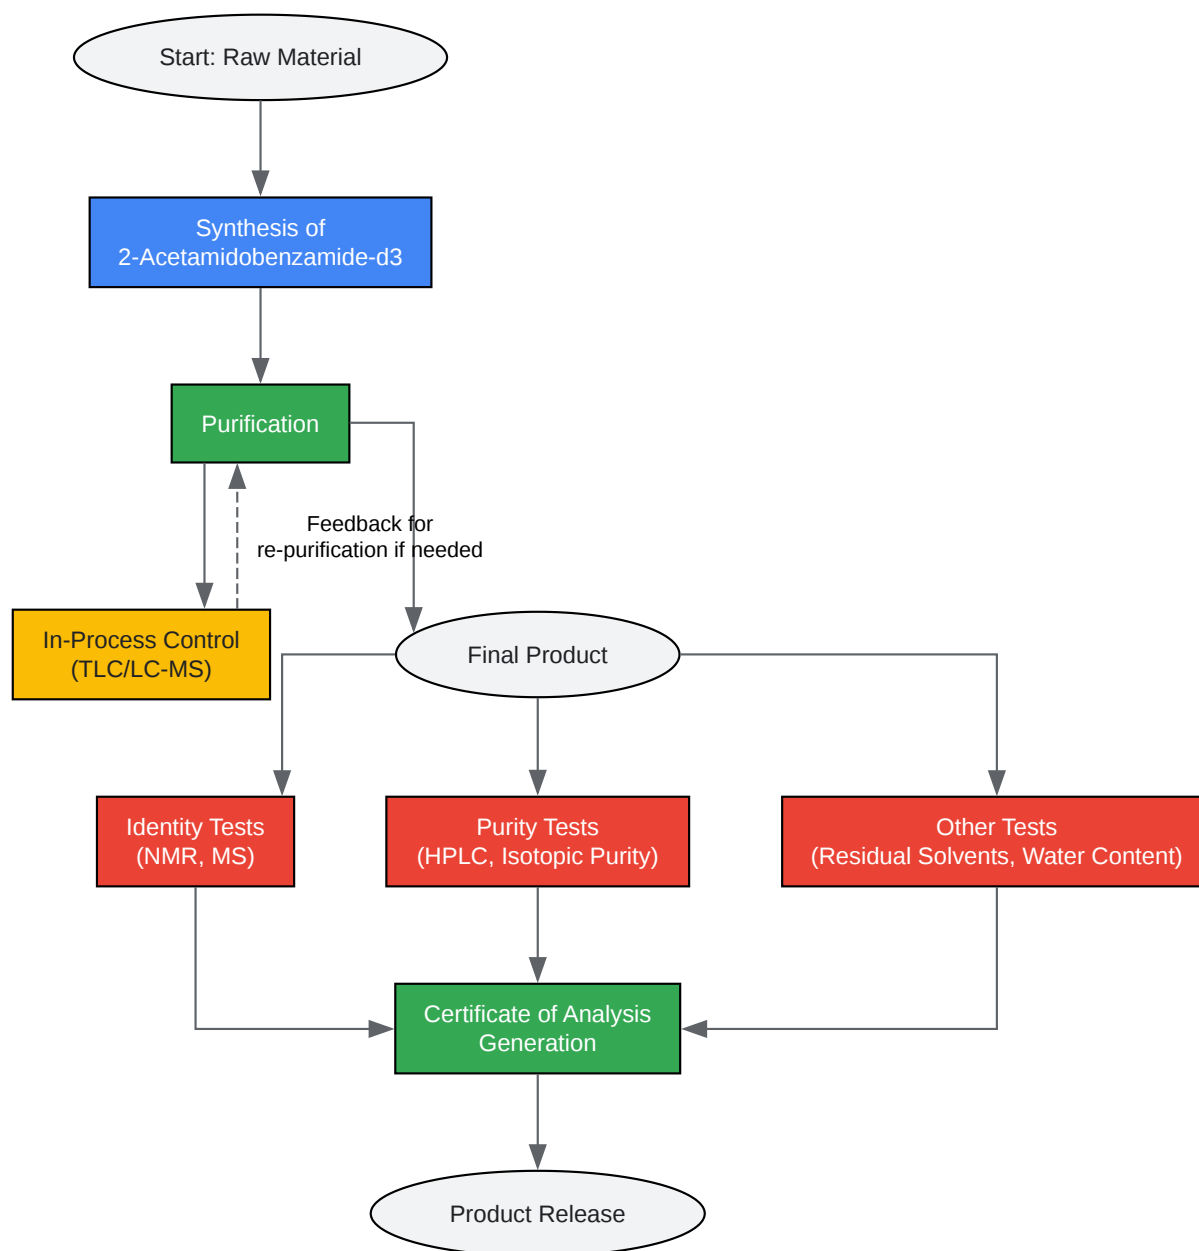 Start: Raw Material
Synthesis of
2-Acetamidobenzamide-d3
Purification
Feedback for
re-purification if needed
In-Process Control
(TLC/LC-MS)
Final Product
Identity Tests
(NMR, MS)
Purity Tests
(HPLC, Isotopic Purity)
Other Tests
(Residual Solvents, Water Content)
Certificate of Analysis
Generation
Product Release